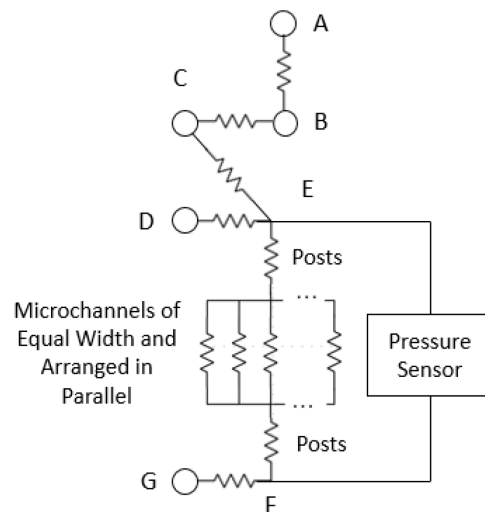 A
C
B
E
D
Posts
...
Microchannels of
Equal Width and
Arranged in
Parallel
Pressure
Sensor
...
Posts
G
F